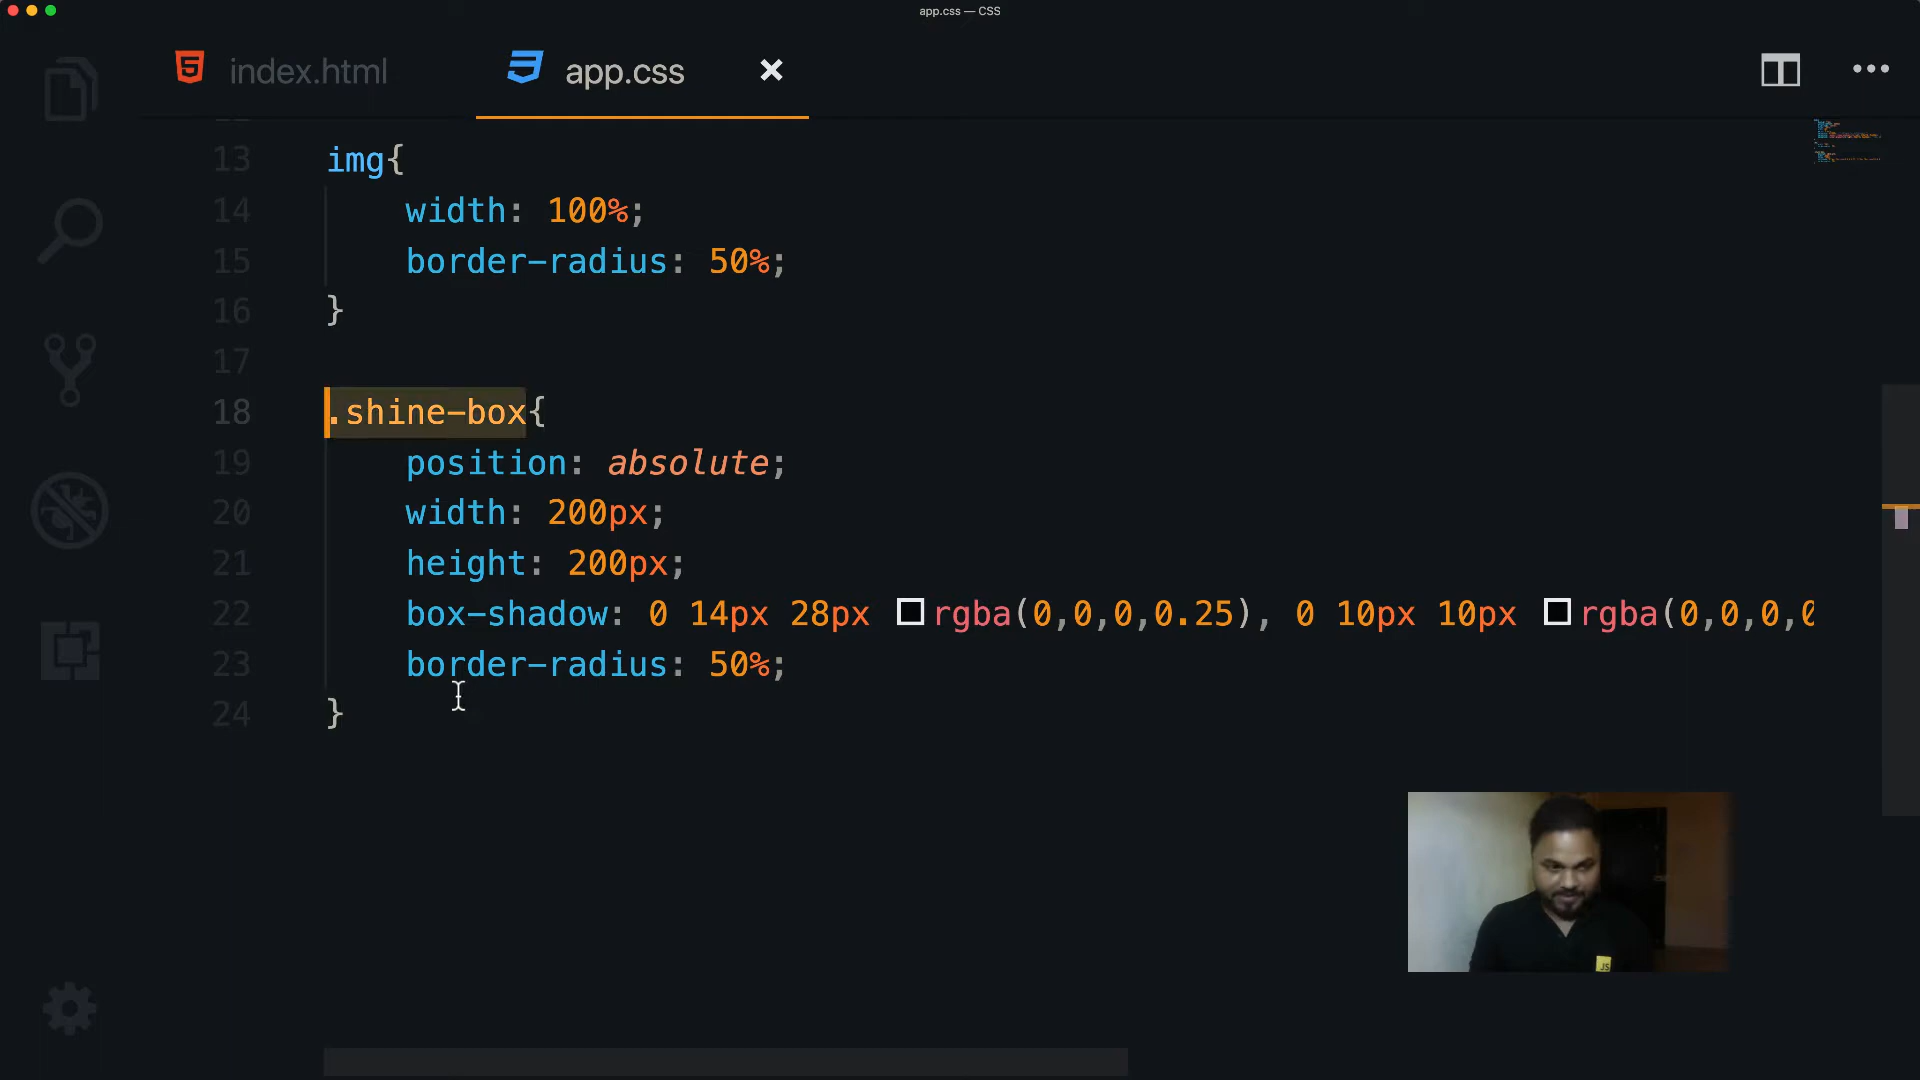 app.css — CSS
index.html
app.css
13 img{
14 width: 100%;
15 border-radius: 50%;
16 }
17
18 .shine-box{
19 position: absolute;
20 width: 200px;
21 height: 200px;
22 box-shadow: 0 14px 28px rgba(0,0,0,0.25), 0 10px 10px rgba(0,0,0,0
23 border-radius: 50%;
24 }
JS